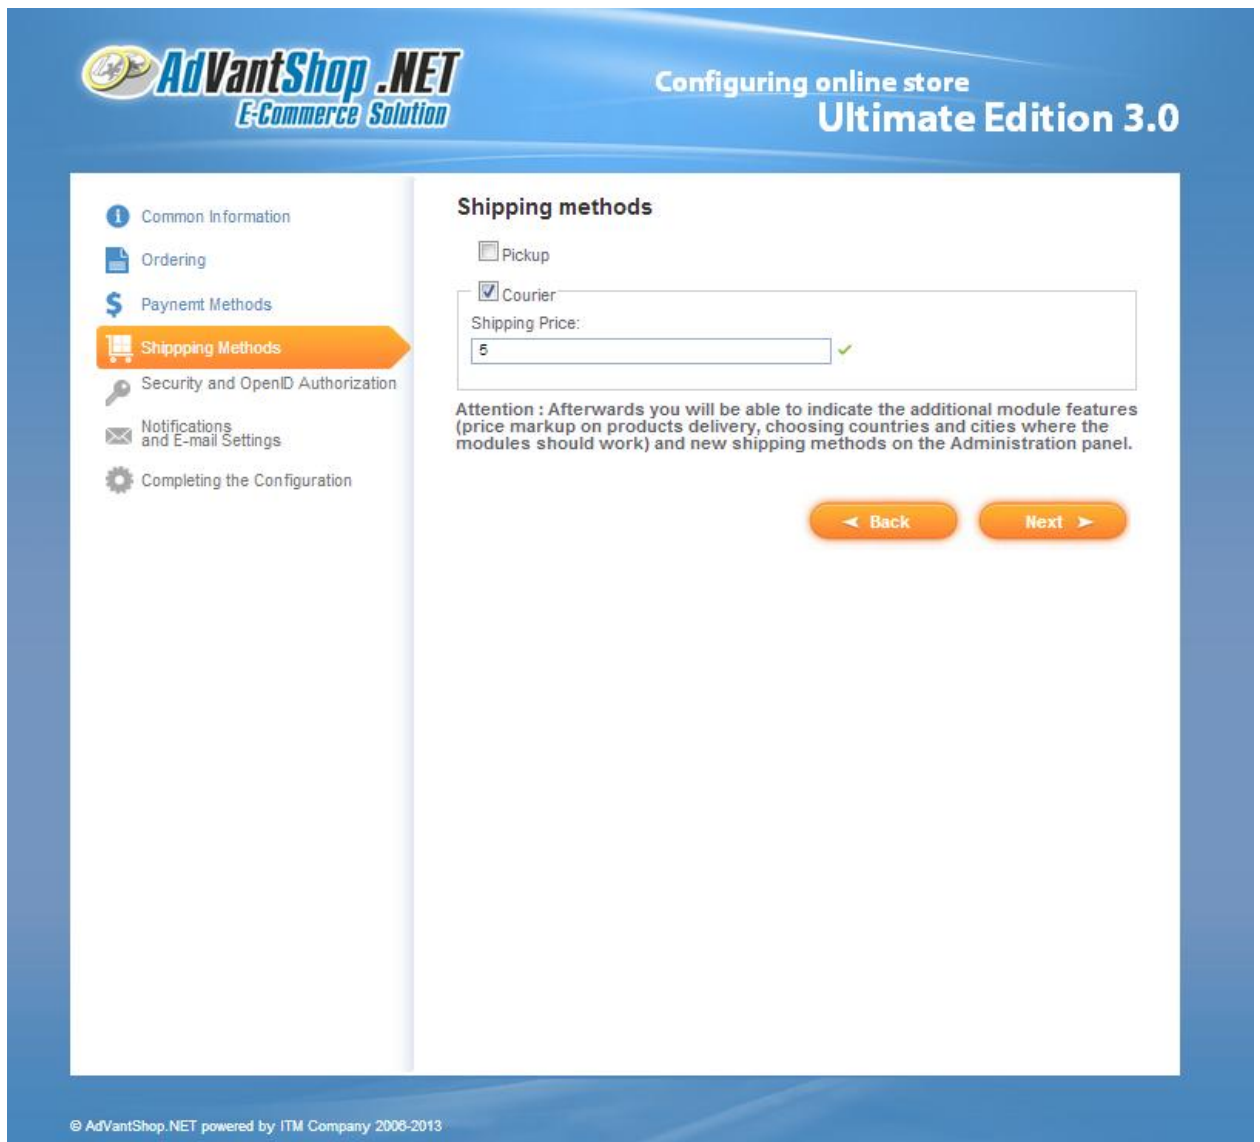 AdVantShop .NET
E-Commerce Solution
Configuring online store
Ultimate Edition 3.0
Common Information
Ordering
Paynemt Methods
Shippping Methods
Security and OpenID Authorization
Notifications
and E-mail Settings
Completing the Configuration
Shipping methods
Pickup
Courier
Shipping Price:
5
Attention : Afterwards you will be able to indicate the additional module features
(price markup on products delivery, choosing countries and cities where the
modules should work) and new shipping methods on the Administration panel.
Back
Next
© AdVantShop.NET powered by ITM Company 2006-2013